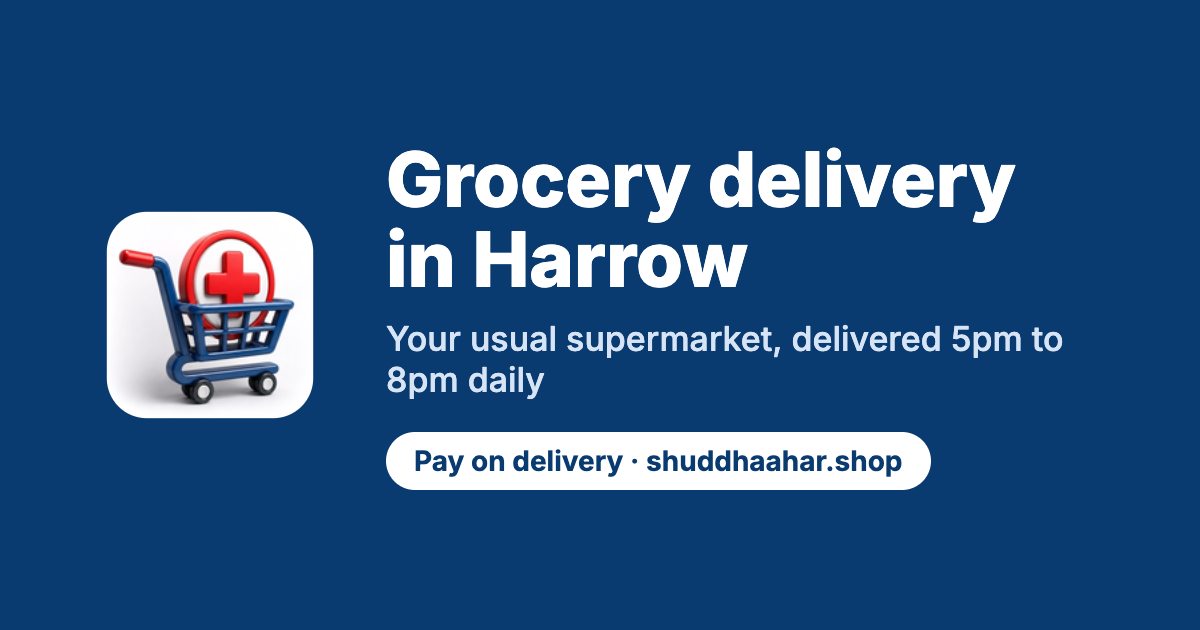 Grocery delivery
in Harrow
Your usual supermarket, delivered 5pm to
8pm daily
Pay on delivery · shuddhaahar.shop